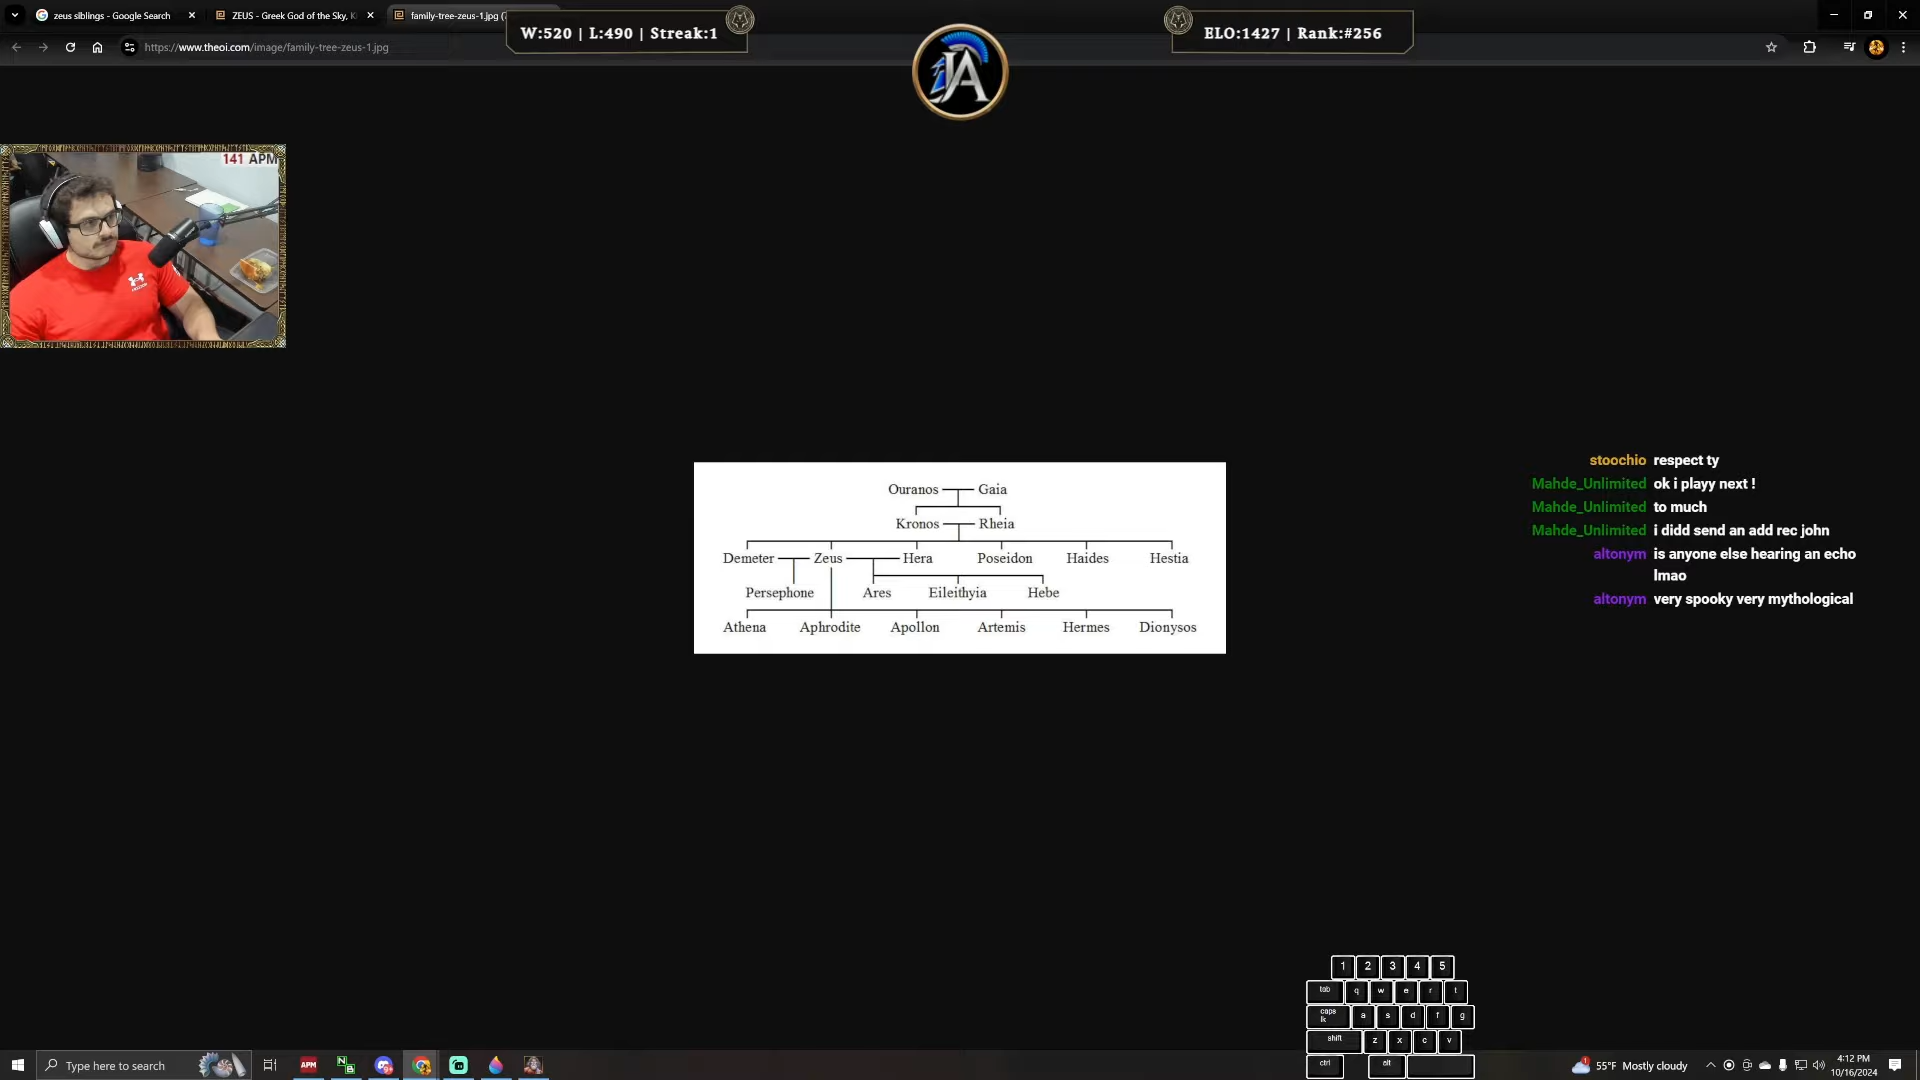 zeus siblings - Google Search
ZEUS - Greek God of the Sky, K
family-tree-zeus-1.jpg (
https://www.theoi.com/image/family-tree-zeus-1.jpg
W:520 | L:490 | Streak:1
ELO:1427 | Rank:#256
141 APM
Ouranos Gaia
Kronos Rheia
Demeter Zeus Hera Poseidon Haides Hestia
Persephone Ares Eileithyia Hebe
Athena Aphrodite Apollon Artemis Hermes Dionysos
stoochio respect ty
Mahde_Unlimited ok i playy next !
Mahde_Unlimited to much
Mahde_Unlimited i didd send an add rec john
altonym is anyone else hearing an echo
lmao
altonym very spooky very mythological
1 2 3 4 5
tab q w e r t
caps
lk a s d f g
shift z x c v
ctrl alt
Type here to search
APM
55°F Mostly cloudy
4:12 PM
10/16/2024